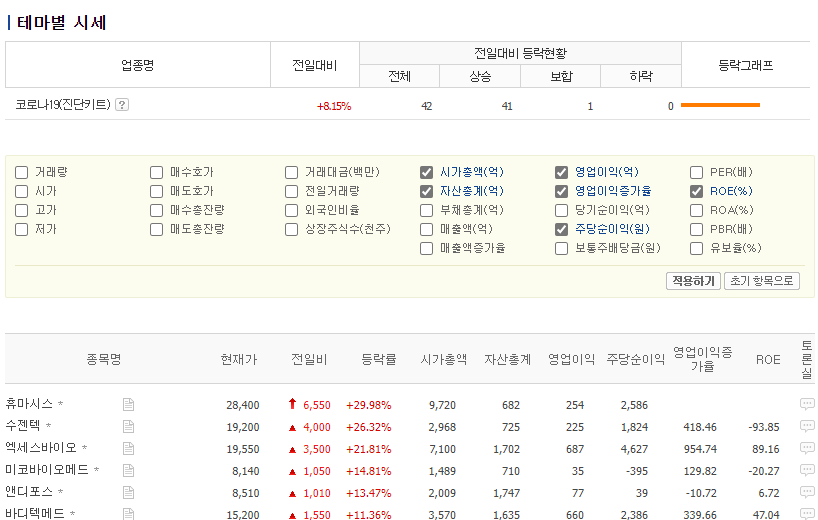 테마별 시세
업종명 전일대비 전일대비 등락현황 등락그래프
전체 상승 보합 하락
코로나19(진단키트) ? +8.15% 42 41 1 0
거래량 매수호가 거래대금(백만) 시가총액(억) 영업이익(억) PER(배)
시가 매도호가 전일거래량 자산총계(억) 영업이익증가율 ROE(%)
고가 매수총잔량 외국인비율 부채총계(억) 당기순이익(억) ROA(%)
저가 매도총잔량 상장주식수(천주) 매출액(억) 주당순이익(원) PBR(배)
매출액증가율 보통주배당금(원) 유보율(%)
적용하기 초기 항목으로
종목명 현재가 전일비 등락률 시가총액 자산총계 영업이익 주당순이익 영업이익증가율 ROE 토론실
휴마시스 * 28,400 6,550 +29.98% 9,720 682 254 2,586
수젠텍 * 19,200 4,000 +26.32% 2,968 725 225 1,824 418.46 -93.85
엑세스바이오 * 19,550 3,500 +21.81% 7,100 1,702 687 4,627 954.74 89.16
미코바이오메드 * 8,140 1,050 +14.81% 1,489 710 35 -395 129.82 -20.27
앤디포스 * 8,510 1,010 +13.47% 2,009 1,747 77 39 -10.72 6.72
바디텍메드 * 15,200 1,550 +11.36% 3,570 1,635 660 2,386 339.66 47.04